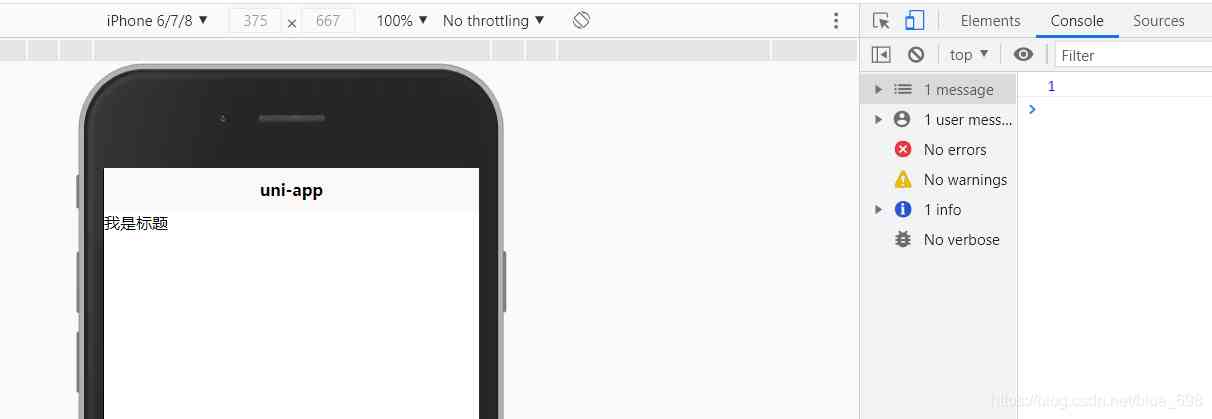 iPhone 6/7/8 ▼ 375 × 667 100% ▼ No throttling ▼
Elements Console Sources
top ▼ Filter
1 message
1
1 user mess...
No errors
No warnings
1 info
No verbose
uni-app
我是标题
https://blog.csdn.net/blue_698